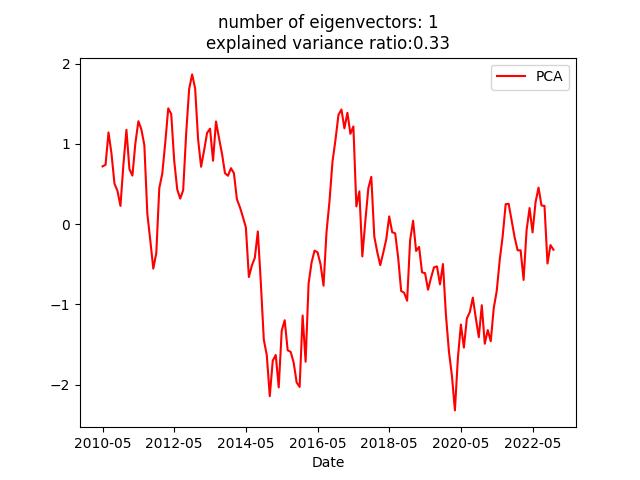 number of eigenvectors: 1
explained variance ratio:0.33
PCA
2
1
0
−1
−2
2010-05 2012-05 2014-05 2016-05 2018-05 2020-05 2022-05
Date